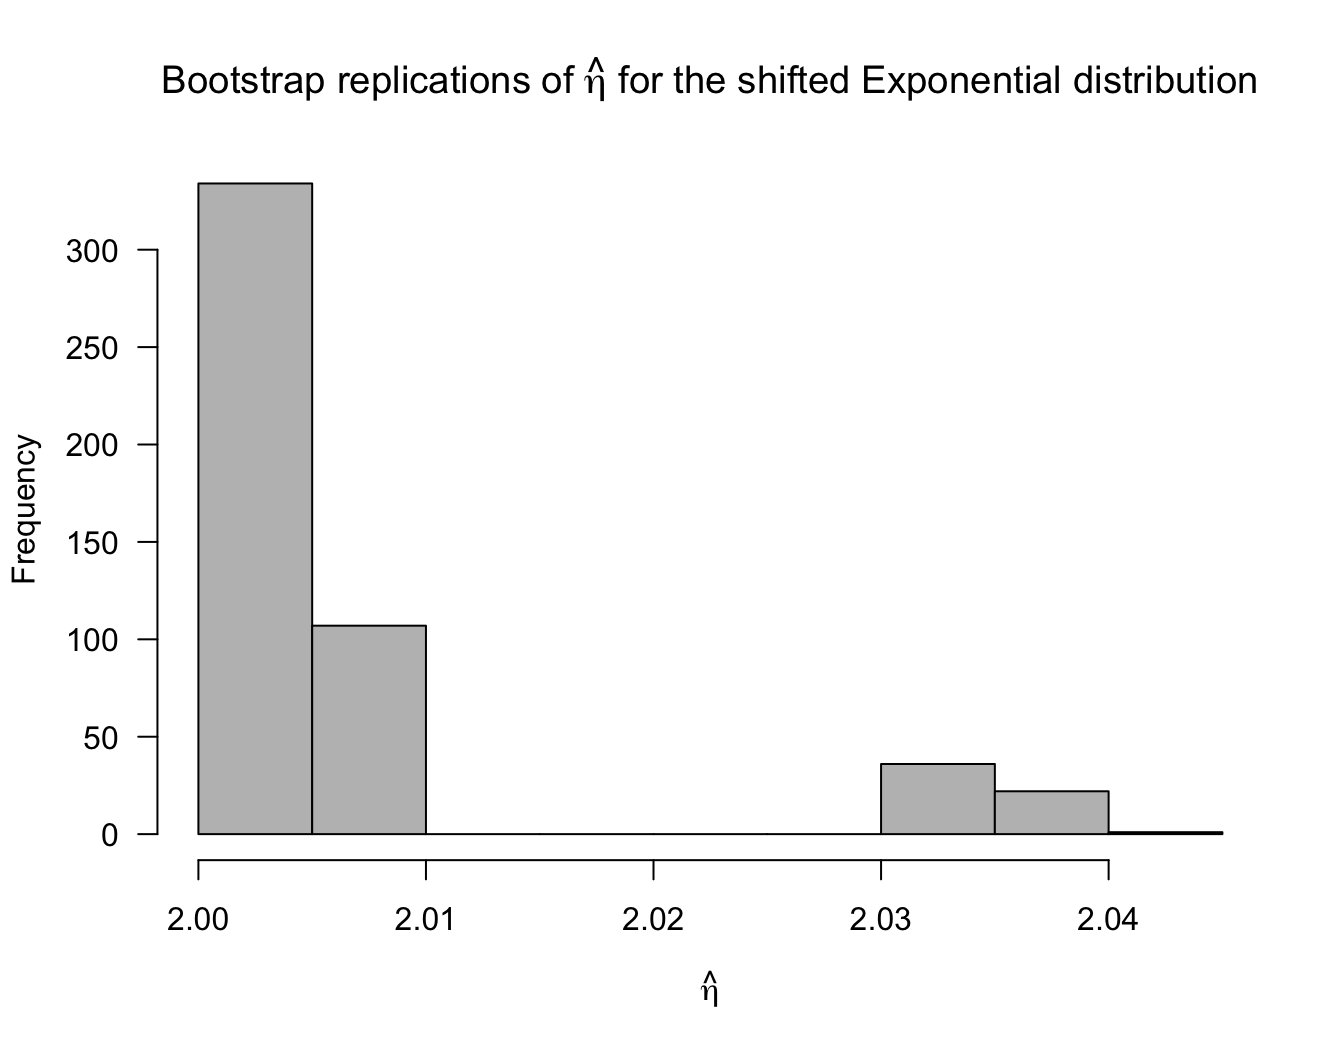 Bootstrap replications of η̂ for the shifted Exponential distribution
Frequency
300
250
200
150
100
50
0
2.00 2.01 2.02 2.03 2.04
η̂